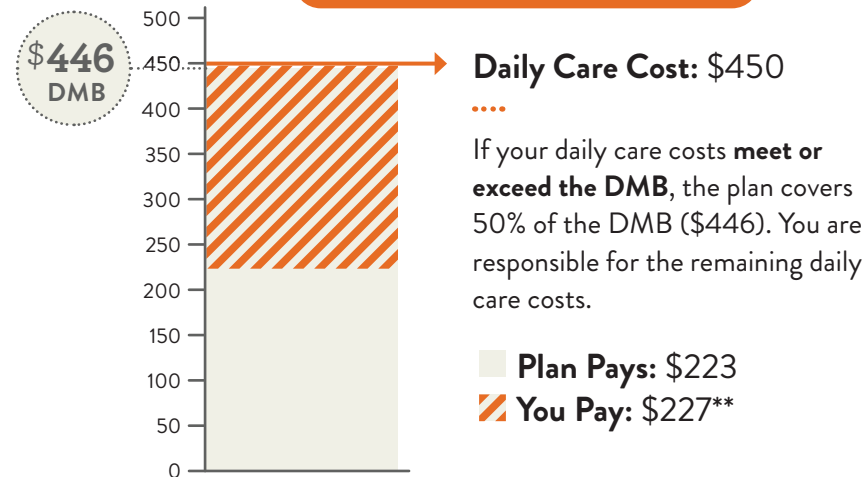 500
450
400
350
300
250
200
150
100
50
0
$446
DMB
Daily Care Cost: $450
If your daily care costs meet or
exceed the DMB, the plan covers
50% of the DMB ($446). You are
responsible for the remaining daily
care costs.
Plan Pays: $223
You Pay: $227**